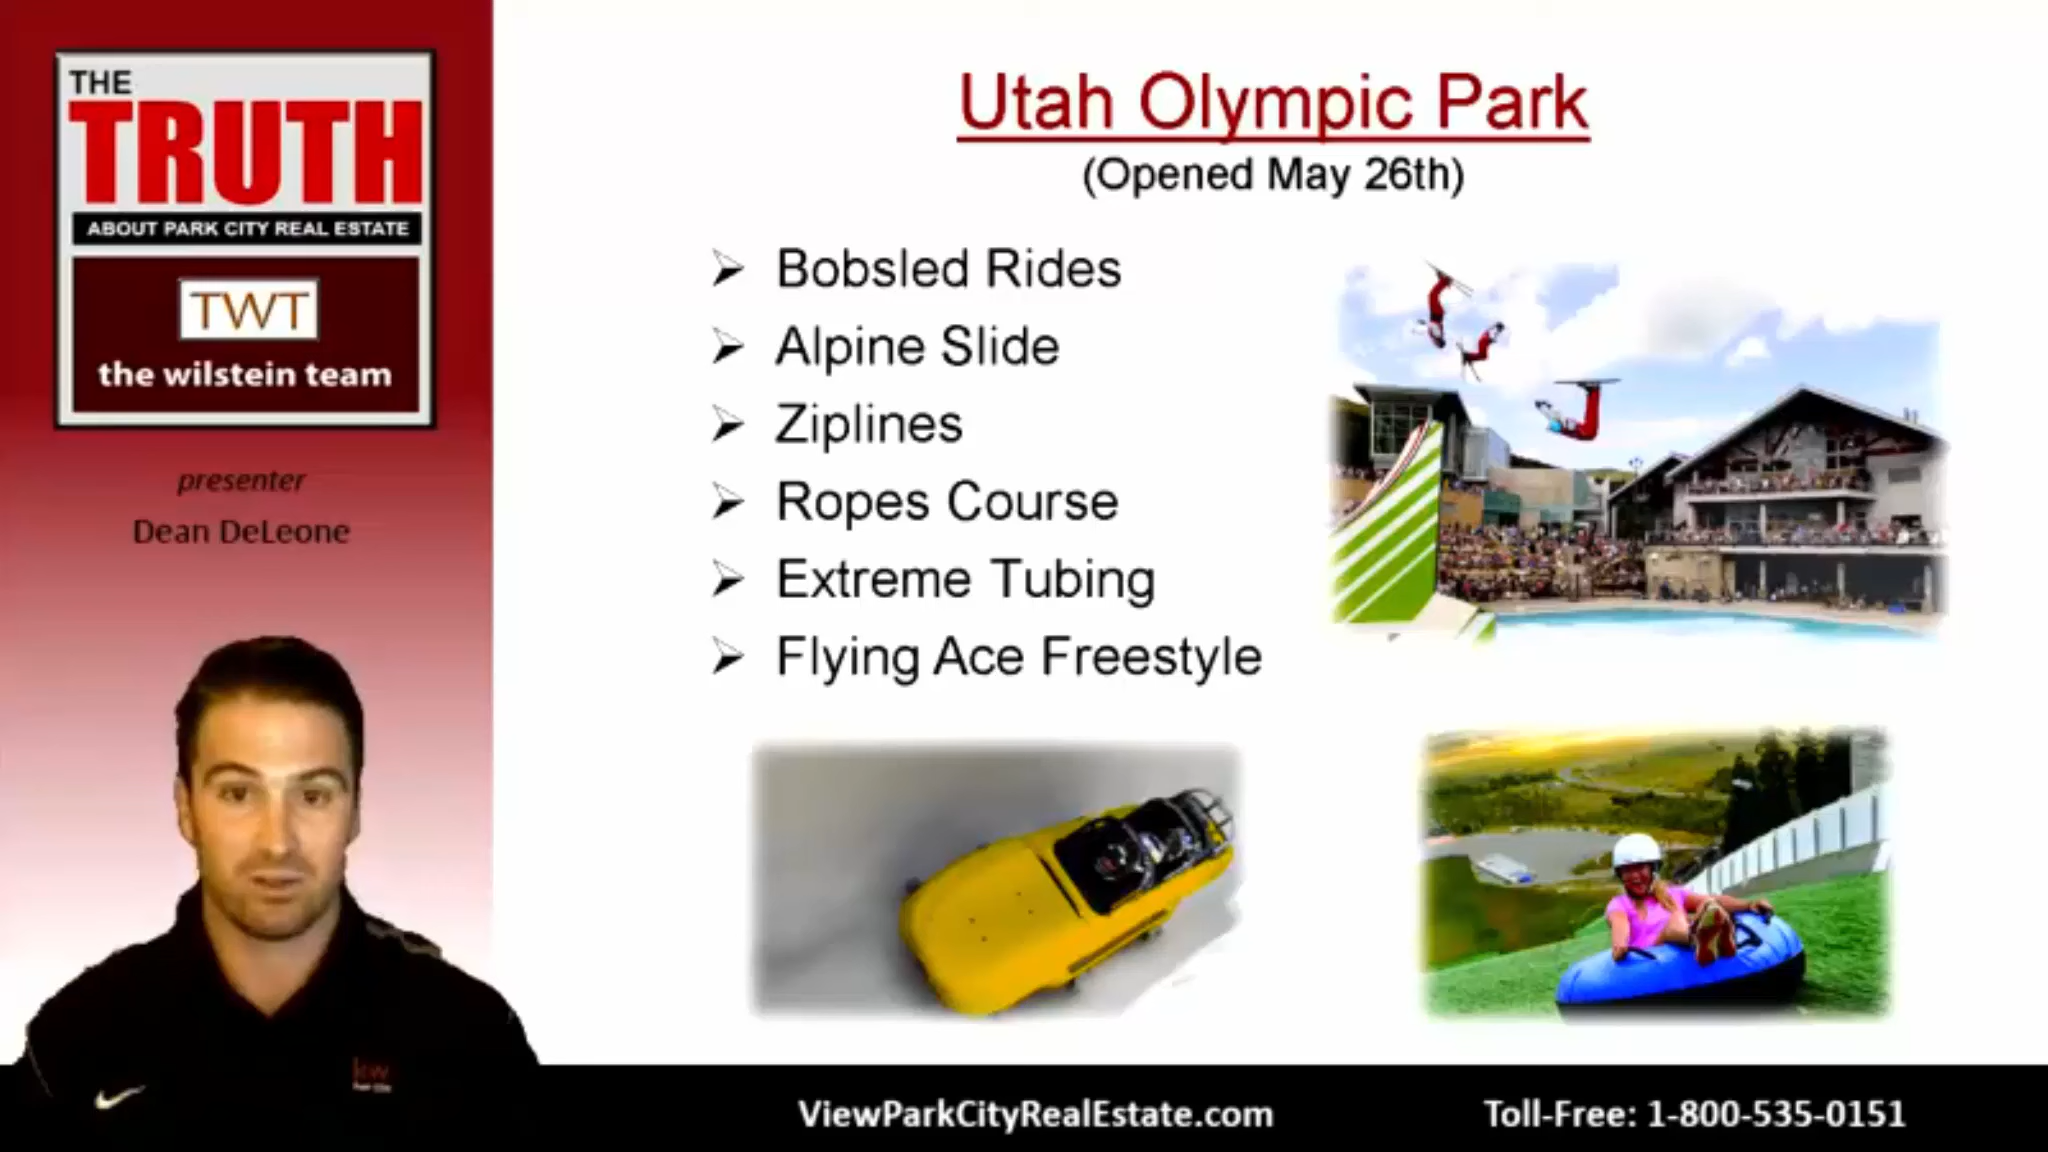 THE
TRUTH
ABOUT PARK CITY REAL ESTATE
TWT
the wilstein team
presenter
Dean DeLeone
Utah Olympic Park
(Opened May 26th)
Bobsled Rides
Alpine Slide
Ziplines
Ropes Course
Extreme Tubing
Flying Ace Freestyle
kw
ViewParkCityRealEstate.com
Toll-Free: 1-800-535-0151